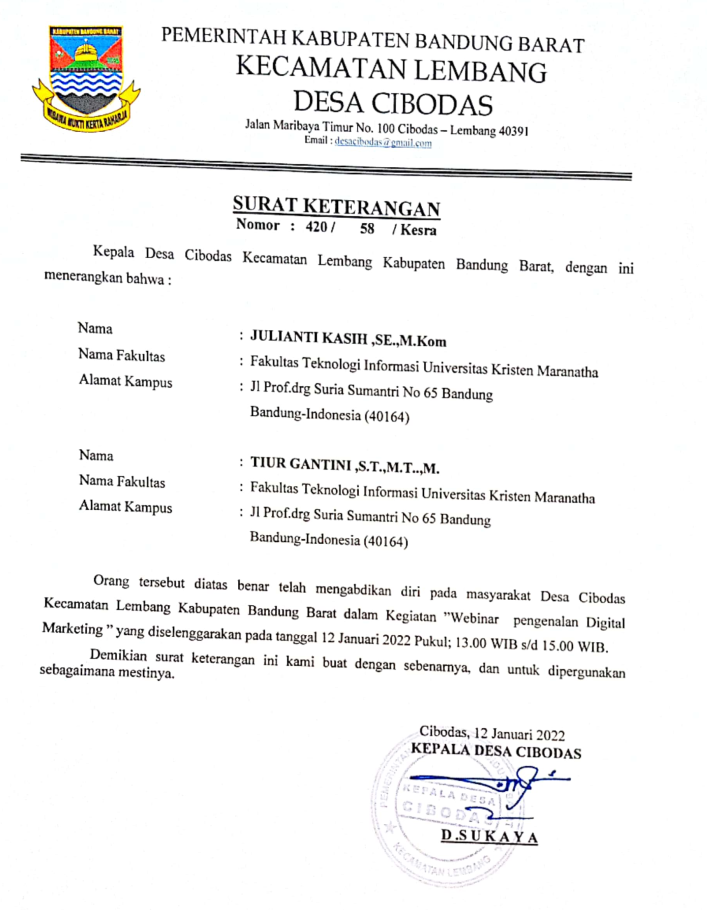 KABUPATEN BANDUNG BARAT
WIBAWA MUKTI KERTA RAHARJA
PEMERINTAH KABUPATEN BANDUNG BARAT
KECAMATAN LEMBANG
DESA CIBODAS
Jalan Maribaya Timur No. 100 Cibodas – Lembang 40391
Email : desacibodas@gmail.com
SURAT KETERANGAN
Nomor : 420 / 58 / Kesra
Kepala Desa Cibodas Kecamatan Lembang Kabupaten Bandung Barat, dengan ini
menerangkan bahwa :
Nama : JULIANTI KASIH ,SE.,M.Kom
Nama Fakultas : Fakultas Teknologi Informasi Universitas Kristen Maranatha
Alamat Kampus : Jl Prof.drg Suria Sumantri No 65 Bandung
Bandung-Indonesia (40164)
Nama : TIUR GANTINI ,S.T.,M.T..,M.
Nama Fakultas : Fakultas Teknologi Informasi Universitas Kristen Maranatha
Alamat Kampus : Jl Prof.drg Suria Sumantri No 65 Bandung
Bandung-Indonesia (40164)
Orang tersebut diatas benar telah mengabdikan diri pada masyarakat Desa Cibodas
Kecamatan Lembang Kabupaten Bandung Barat dalam Kegiatan ”Webinar pengenalan Digital
Marketing ” yang diselenggarakan pada tanggal 12 Januari 2022 Pukul; 13.00 WIB s/d 15.00 WIB.
Demikian surat keterangan ini kami buat dengan sebenarnya, dan untuk dipergunakan
sebagaimana mestinya.
Cibodas, 12 Januari 2022
KEPALA DESA CIBODAS
KEPALA DESA
CIBODAS
KECAMATAN LEMBANG
D.SUKAYA